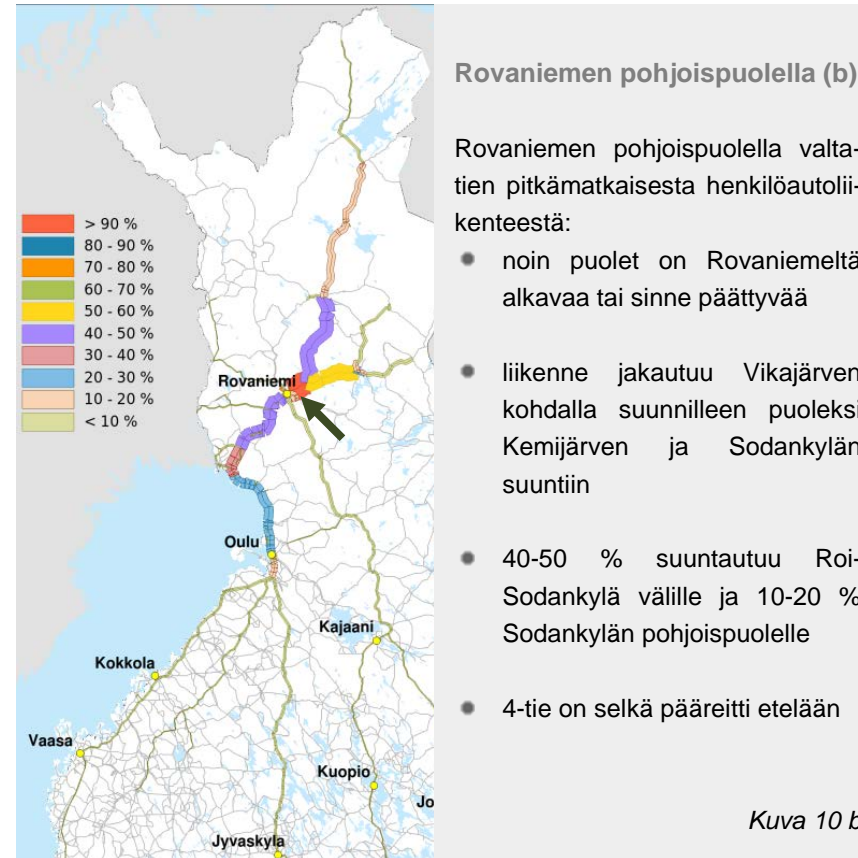 > 90 %
80 - 90 %
70 - 80 %
60 - 70 %
50 - 60 %
40 - 50 %
30 - 40 %
20 - 30 %
10 - 20 %
< 10 %
Rovaniemi
Oulu
Kajaani
Kokkola
Vaasa
Kuopio
Jo
Jyvaskyla
Rovaniemen pohjoispuolella (b)
Rovaniemen pohjoispuolella valta-
tien pitkämatkaisesta henkilöautolii-
kenteestä:
noin puolet on Rovaniemeltä
alkavaa tai sinne päättyvää
liikenne jakautuu Vikajärven
kohdalla suunnilleen puoleksi
Kemijärven ja Sodankylän
suuntiin
40-50 % suuntautuu Roi-
Sodankylä välille ja 10-20 %
Sodankylän pohjoispuolelle
4-tie on selkä pääreitti etelään
Kuva 10 b